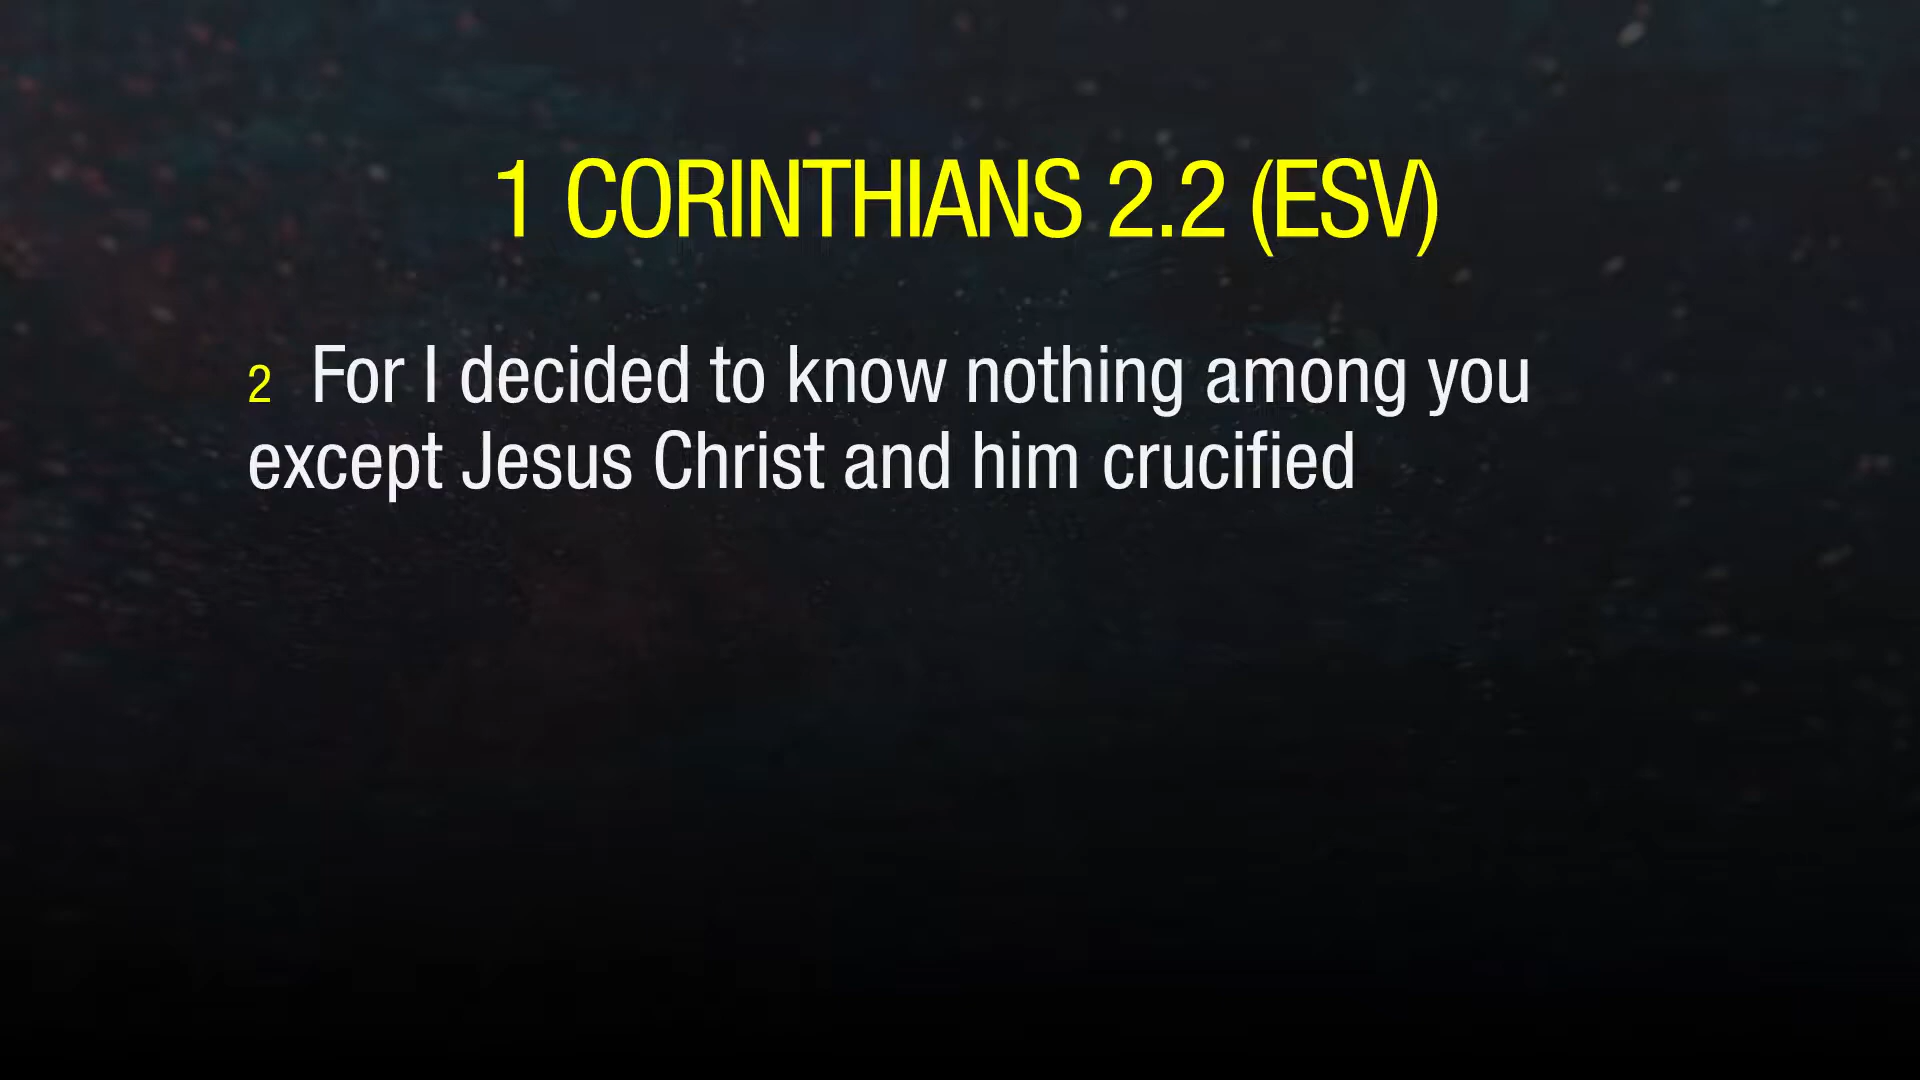 1 CORINTHIANS 2.2 (ESV)
2 For I decided to know nothing among you
except Jesus Christ and him crucified